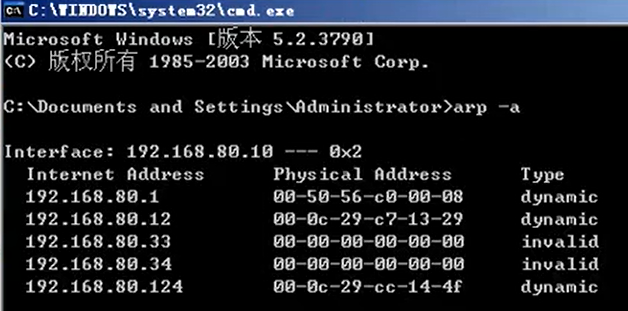 C:\WINDOWS\system32\cmd.exe
Microsoft Windows [版本 5.2.3790]
(C) 版权所有 1985-2003 Microsoft Corp.
C:\Documents and Settings\Administrator>arp -a
Interface: 192.168.80.10 --- 0x2
Internet Address Physical Address Type
192.168.80.1 00-50-56-c0-00-08 dynamic
192.168.80.12 00-0c-29-c7-13-29 dynamic
192.168.80.33 00-00-00-00-00-00 invalid
192.168.80.34 00-00-00-00-00-00 invalid
192.168.80.124 00-0c-29-cc-14-4f dynamic